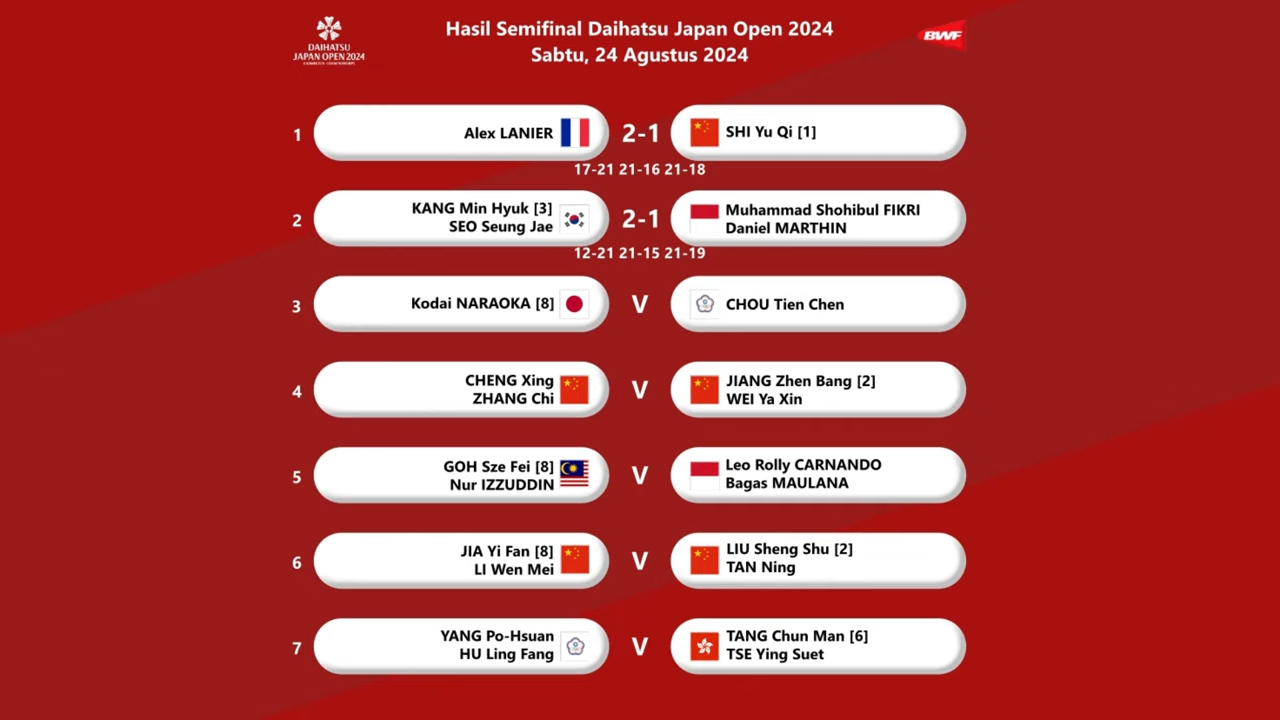 DAIHATSU
JAPAN OPEN 2024
Hasil Semifinal Daihatsu Japan Open 2024
Sabtu, 24 Agustus 2024
BWF
1
Alex LANIER
2-1
SHI Yu Qi [1]
17-21 21-16 21-18
2
KANG Min Hyuk [3]
SEO Seung Jae
2-1
Muhammad Shohibul FIKRI
Daniel MARTHIN
12-21 21-15 21-19
3
Kodai NARAOKA [8]
V
CHOU Tien Chen
4
CHENG Xing
ZHANG Chi
V
JIANG Zhen Bang [2]
WEI Ya Xin
5
GOH Sze Fei [8]
Nur IZZUDDIN
V
Leo Rolly CARNANDO
Bagas MAULANA
6
JIA Yi Fan [8]
LI Wen Mei
V
LIU Sheng Shu [2]
TAN Ning
7
YANG Po-Hsuan
HU Ling Fang
V
TANG Chun Man [6]
TSE Ying Suet